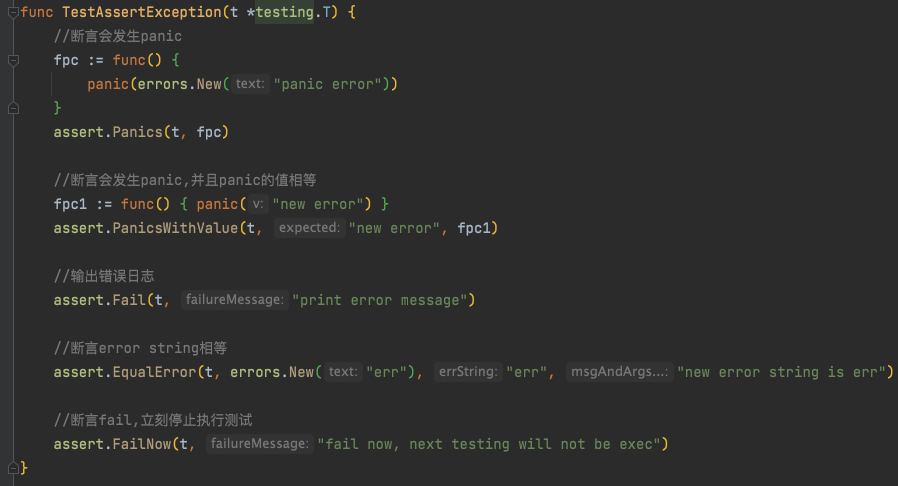 func TestAssertException(t *testing.T) {
    //断言会发生panic
    fpc := func() {
        panic(errors.New( text: "panic error"))
    }
    assert.Panics(t, fpc)

    //断言会发生panic,并且panic的值相等
    fpc1 := func() { panic( v: "new error") }
    assert.PanicsWithValue(t,  expected: "new error", fpc1)

    //输出错误日志
    assert.Fail(t,  failureMessage: "print error message")

    //断言error string相等
    assert.EqualError(t, errors.New( text: "err"),  errString: "err",  msgAndArgs...: "new error string is err")

    //断言fail,立刻停止执行测试
    assert.FailNow(t,  failureMessage: "fail now, next testing will not be exec")
}